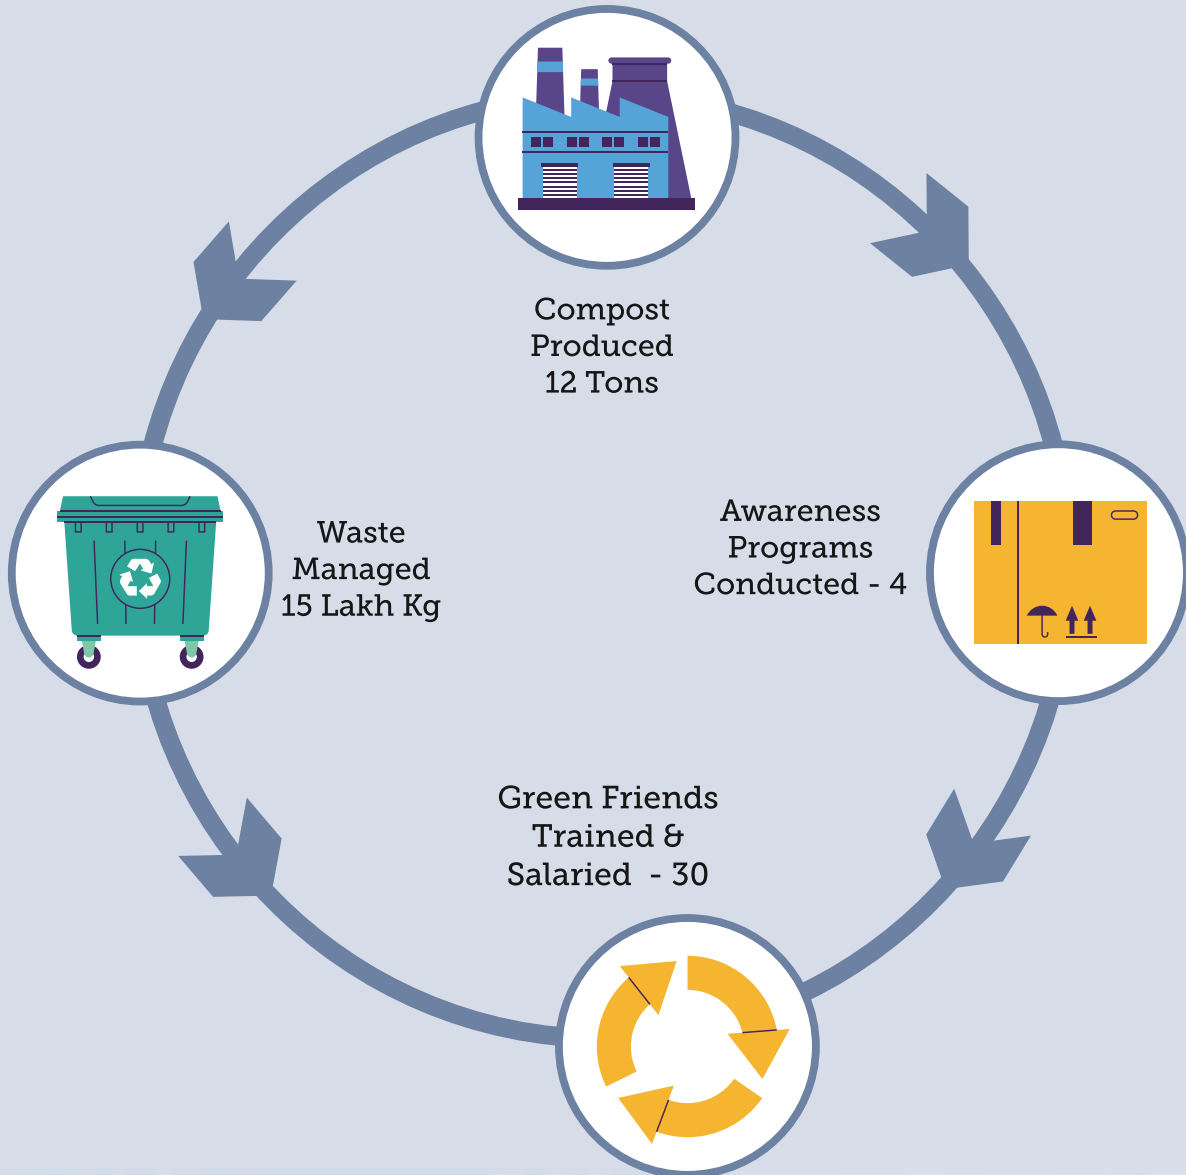 Compost
Produced
12 Tons
Waste
Managed
15 Lakh Kg
Awareness
Programs
Conducted - 4
Green Friends
Trained &
Salaried  - 30